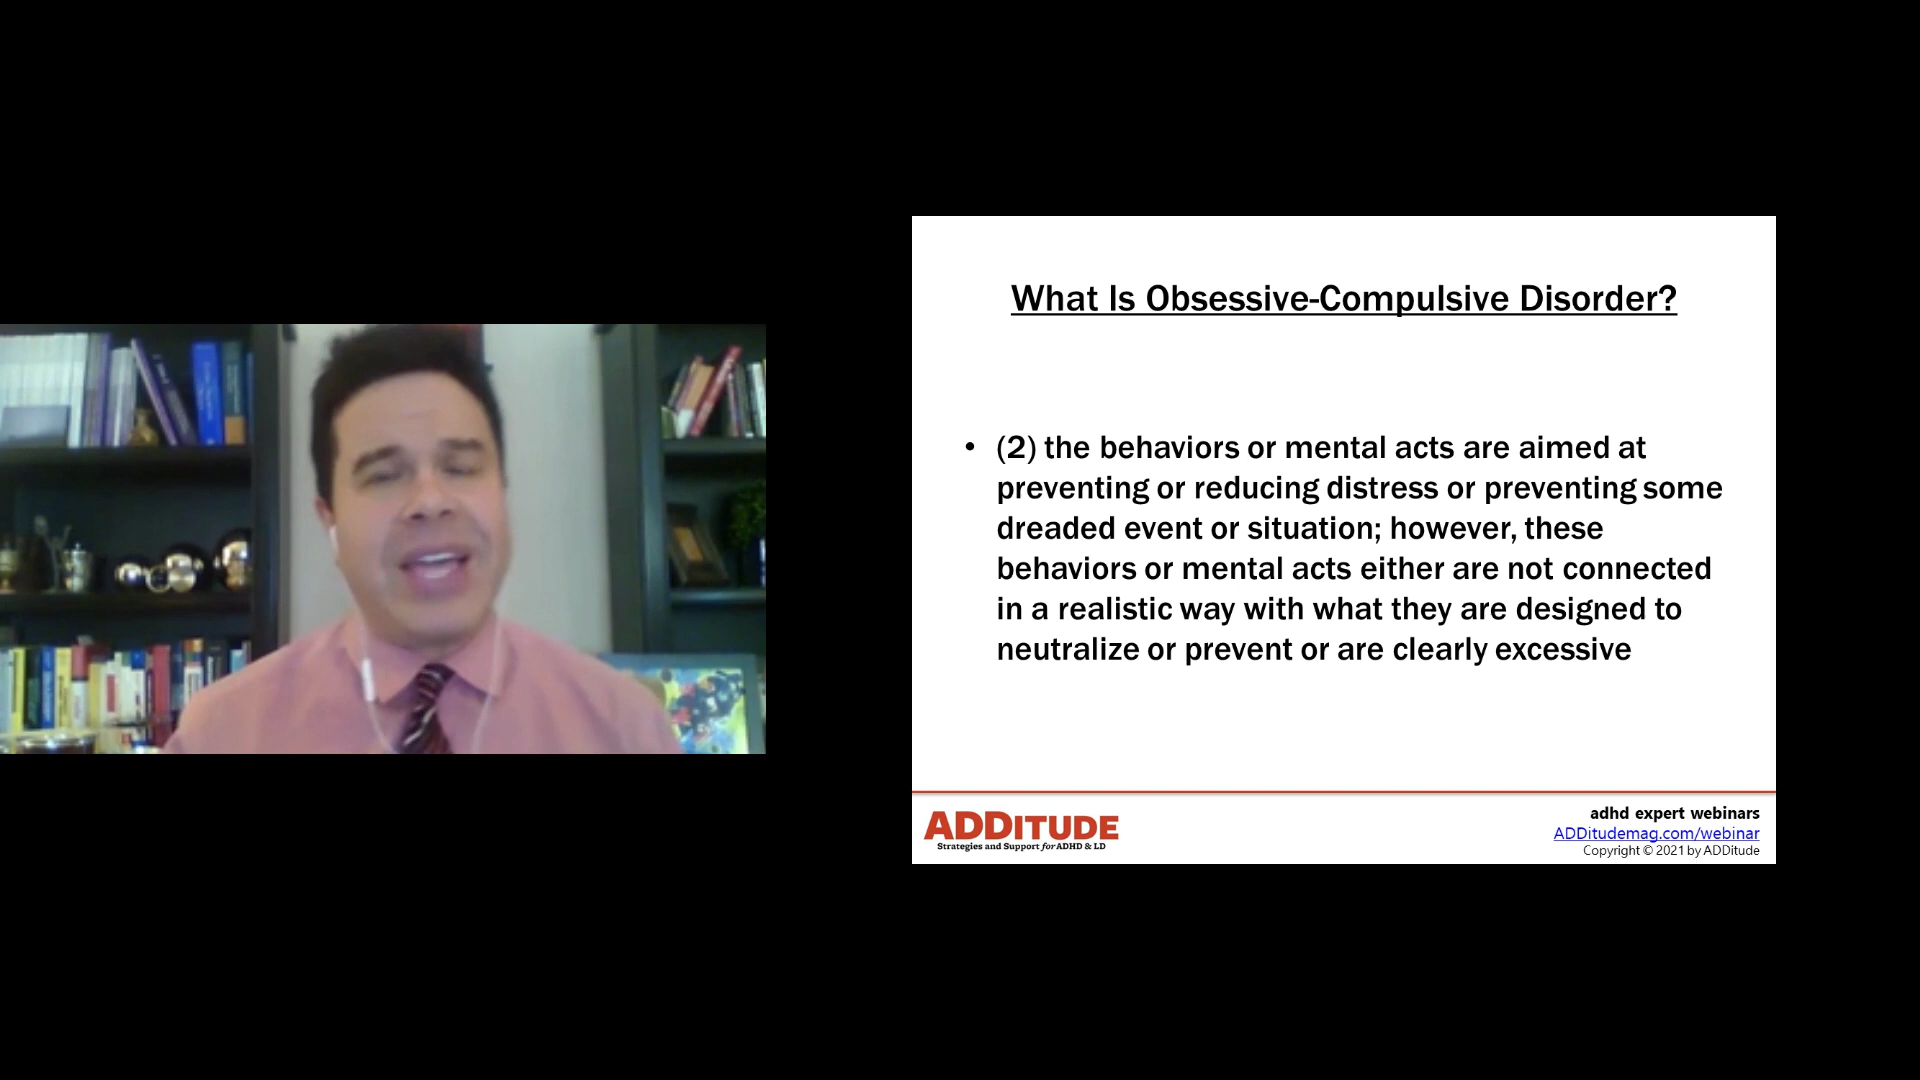 What Is Obsessive-Compulsive Disorder?
• (2) the behaviors or mental acts are aimed at
preventing or reducing distress or preventing some
dreaded event or situation; however, these
behaviors or mental acts either are not connected
in a realistic way with what they are designed to
neutralize or prevent or are clearly excessive
ADDITUDE
Strategies and Support for ADHD & LD
adhd expert webinars
ADDitudemag.com/webinar
Copyright © 2021 by ADDitude